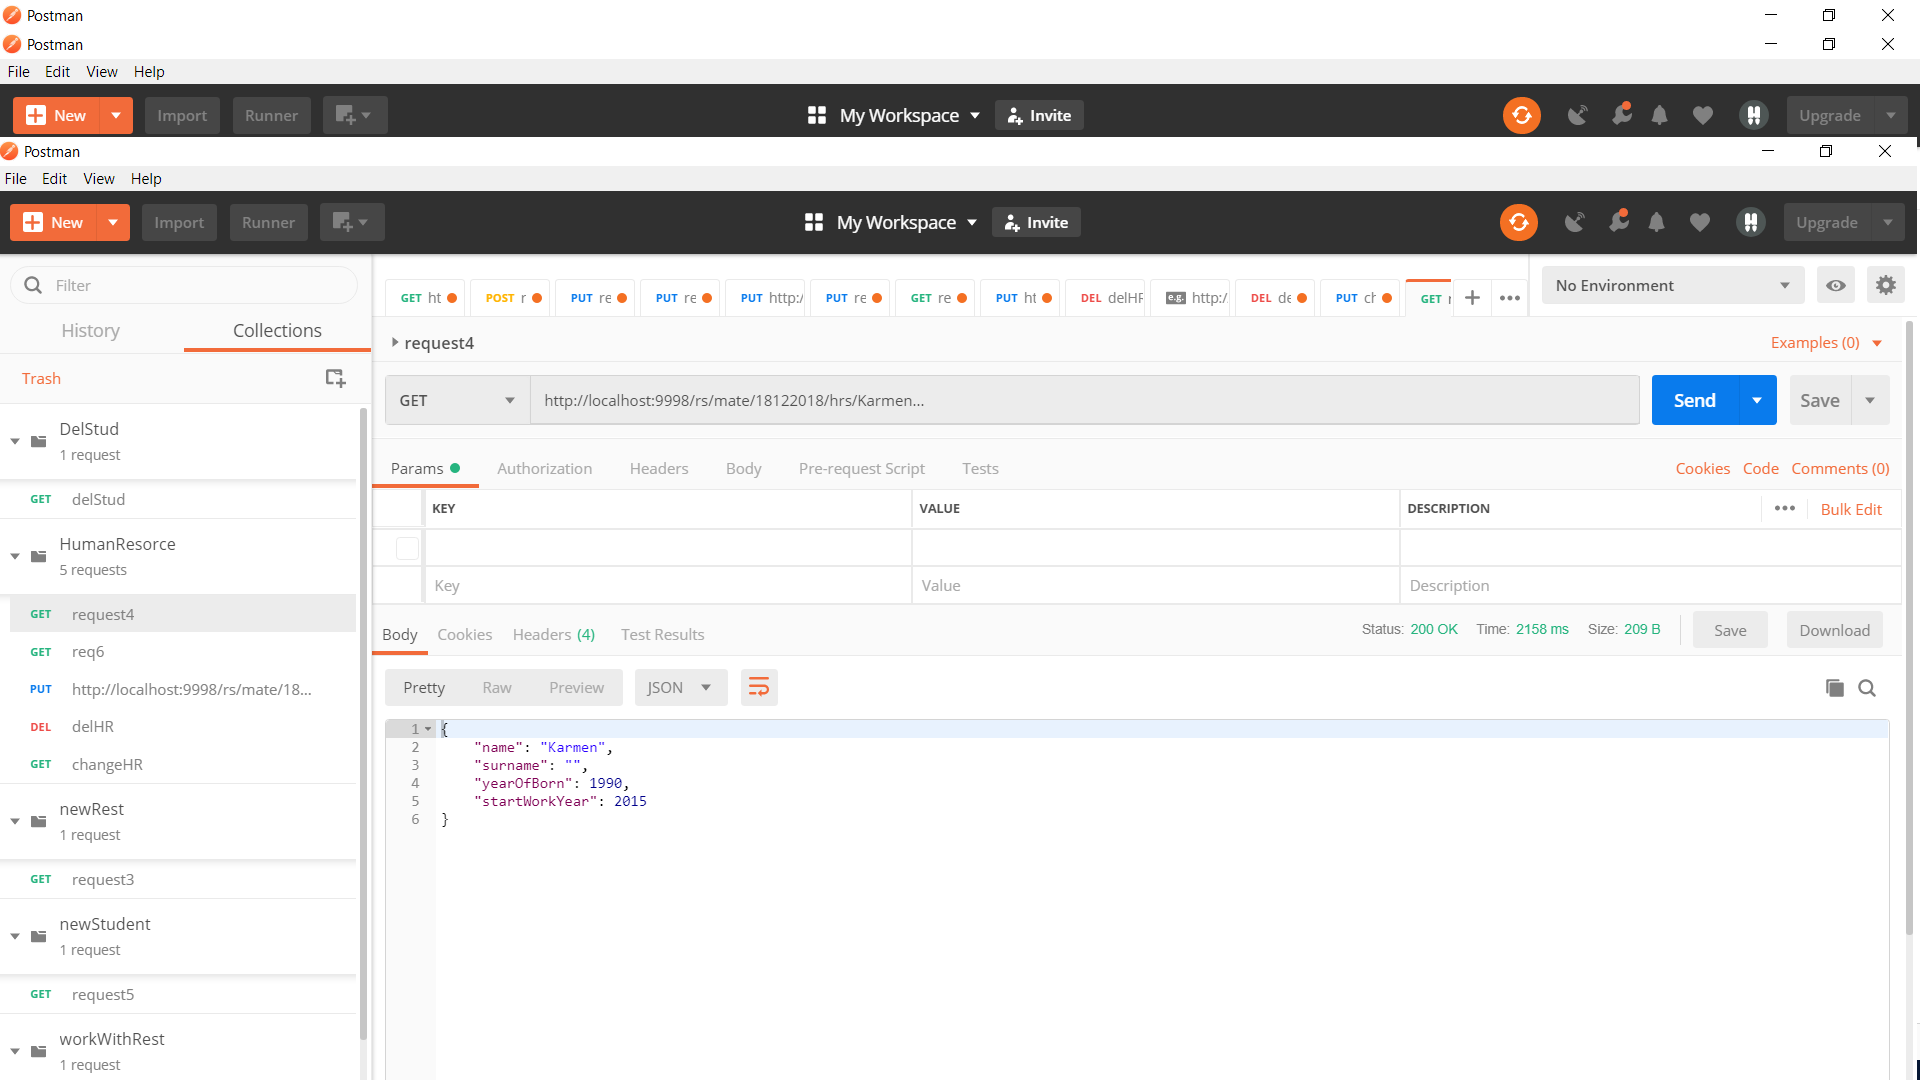 Postman
Postman
File Edit View Help
New Import Runner My Workspace Invite Upgrade
Postman
File Edit View Help
New Import Runner My Workspace Invite Upgrade
Filter
History Collections
Trash
DelStud
1 request
GET delStud
HumanResorce
5 requests
GET request4
GET req6
PUT http://localhost:9998/rs/mate/18...
DEL delHR
GET changeHR
newRest
1 request
GET request3
newStudent
1 request
GET request5
workWithRest
1 request
GET ht POST r PUT re PUT re PUT http:/ PUT re GET re PUT ht DEL delHR e.g. http:/ DEL de PUT ch GET
No Environment
request4 Examples (0)
GET http://localhost:9998/rs/mate/18122018/hrs/Karmen... Send Save
Params Authorization Headers Body Pre-request Script Tests Cookies Code Comments (0)
KEY VALUE DESCRIPTION Bulk Edit
Key Value Description
Body Cookies Headers (4) Test Results Status: 200 OK Time: 2158 ms Size: 209 B Save Download
Pretty Raw Preview JSON
1 {
2 "name": "Karmen",
3 "surname": "",
4 "yearOfBorn": 1990,
5 "startWorkYear": 2015
6 }